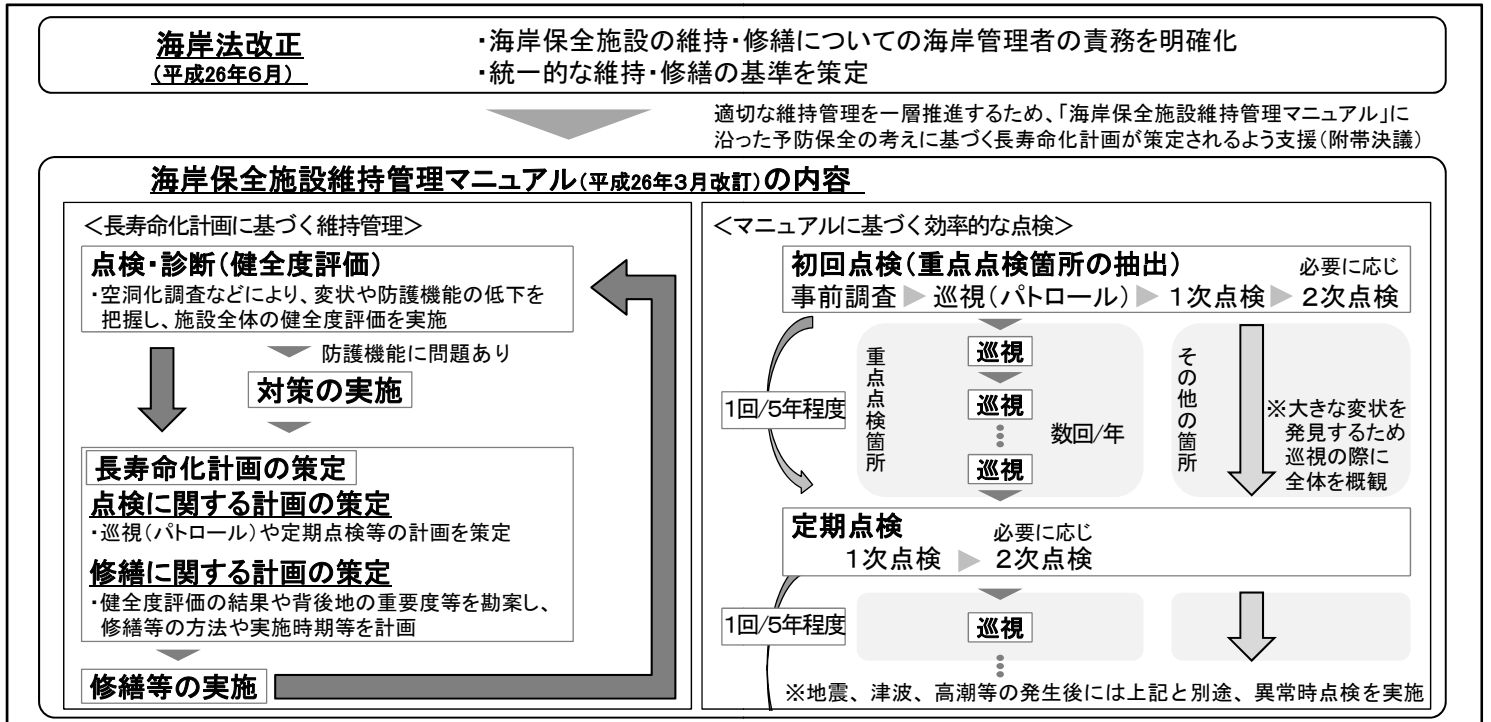 海岸法改正
(平成26年6月)
・海岸保全施設の維持・修繕についての海岸管理者の責務を明確化
・統一的な維持・修繕の基準を策定
適切な維持管理を一層推進するため、「海岸保全施設維持管理マニュアル」に
沿った予防保全の考えに基づく長寿命化計画が策定されるよう支援(附帯決議)
海岸保全施設維持管理マニュアル(平成26年3月改訂)の内容
<長寿命化計画に基づく維持管理>
点検・診断(健全度評価)
・空洞化調査などにより、変状や防護機能の低下を
把握し、施設全体の健全度評価を実施
防護機能に問題あり
対策の実施
長寿命化計画の策定
点検に関する計画の策定
・巡視(パトロール)や定期点検等の計画を策定
修繕に関する計画の策定
・健全度評価の結果や背後地の重要度等を勘案し、
修繕等の方法や実施時期等を計画
修繕等の実施
<マニュアルに基づく効率的な点検>
初回点検(重点点検箇所の抽出) 必要に応じ
事前調査 巡視(パトロール) 1次点検 2次点検
1回/5年程度
重点点検箇所
巡視
巡視
巡視
数回/年
その他の箇所
※大きな変状を
発見するため
巡視の際に
全体を概観
定期点検 必要に応じ
1次点検 2次点検
1回/5年程度
巡視
※地震、津波、高潮等の発生後には上記と別途、異常時点検を実施